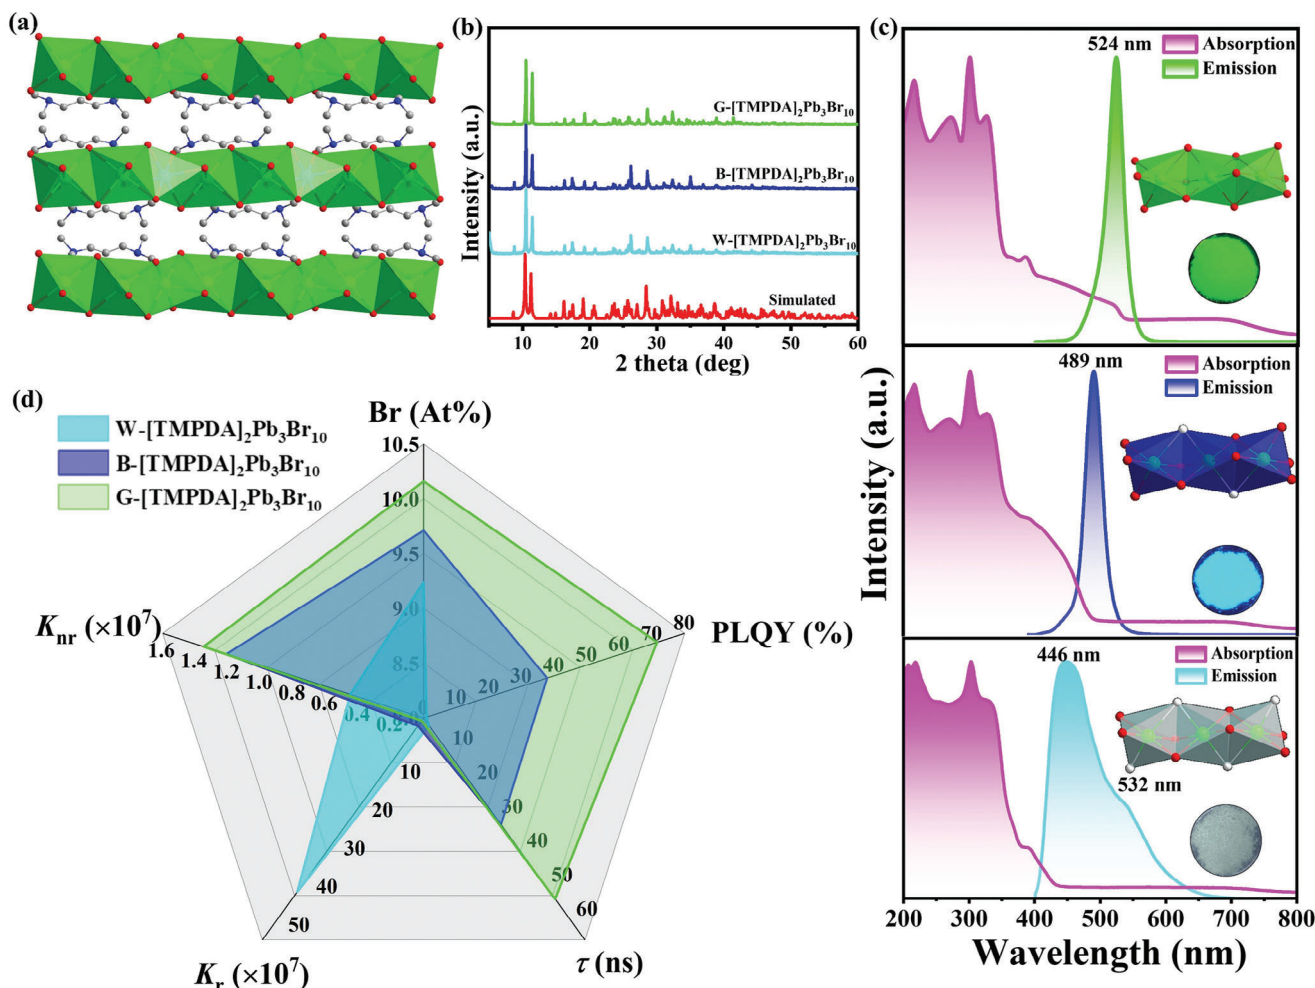 (a)
(b)
G-[TMPDA]₂Pb₃Br₁₀
B-[TMPDA]₂Pb₃Br₁₀
W-[TMPDA]₂Pb₃Br₁₀
Simulated
Intensity (a.u.)
10 20 30 40 50 60
2 theta (deg)
(c)
524 nm
Absorption
Emission
489 nm
Absorption
Emission
446 nm
Absorption
Emission
532 nm
Intensity (a.u.)
200 300 400 500 600 700 800
Wavelength (nm)
(d)
W-[TMPDA]₂Pb₃Br₁₀
B-[TMPDA]₂Pb₃Br₁₀
G-[TMPDA]₂Pb₃Br₁₀
Br (At%)
10.5
10.0
9.5
9.0
8.5
PLQY (%)
10 20 30 40 50 60 70 80
τ (ns)
10 20 30 40 50 60
Kr (×10⁷)
10 20 30 40 50
Knr (×10⁷)
1.6 1.4 1.2 1.0 0.8 0.6 0.4 0.2